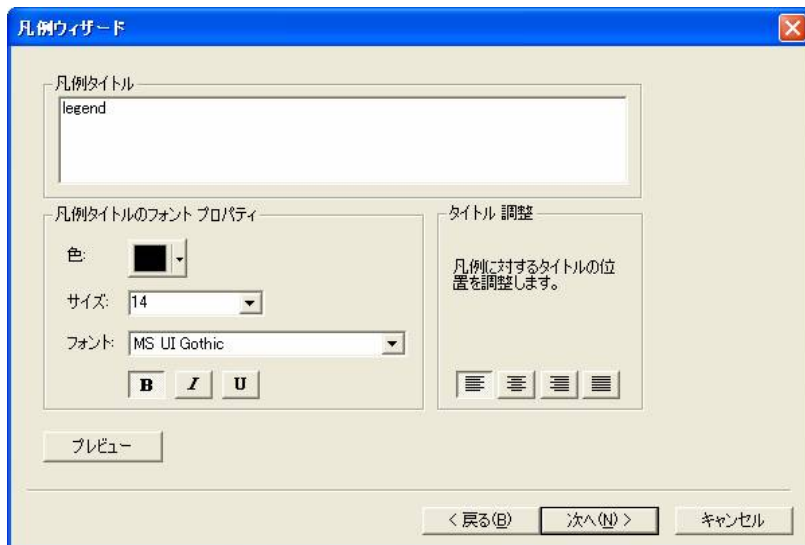 凡例ウィザード
凡例タイトル
legend
凡例タイトルのフォント プロパティ
色:
サイズ: 14
フォント: MS UI Gothic
B I U
タイトル 調整
凡例に対するタイトルの位
置を調整します。
プレビュー
< 戻る(B) 次へ(N) > キャンセル